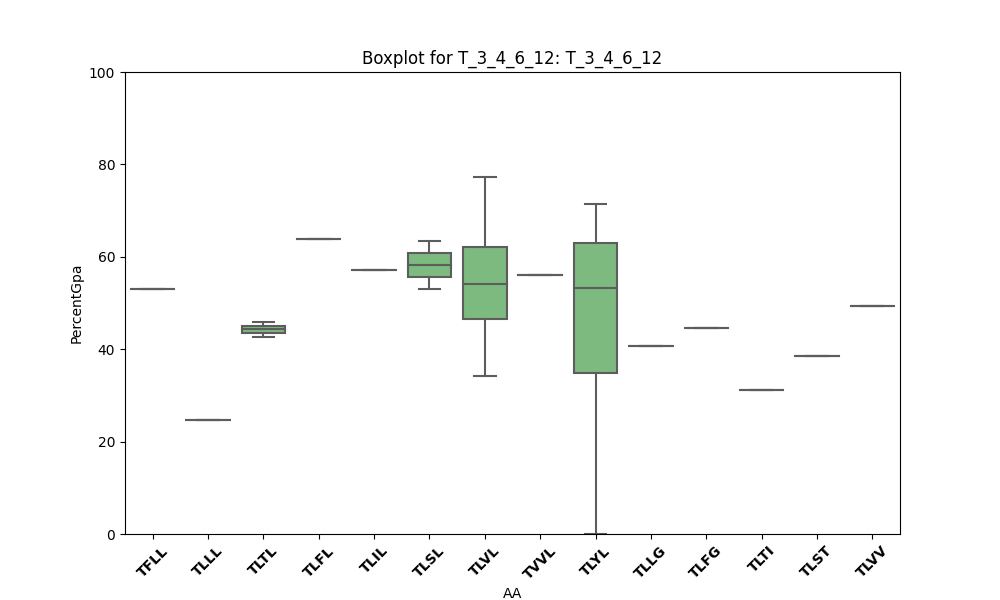 Boxplot for T_3_4_6_12: T_3_4_6_12
100
80
60
40
20
0
PercentGpa
TFLL
TLLL
TLTL
TLFL
TLIL
TLSL
TLVL
TVVL
TLYL
TLLG
TLFG
TLTI
TLST
TLVV
AA